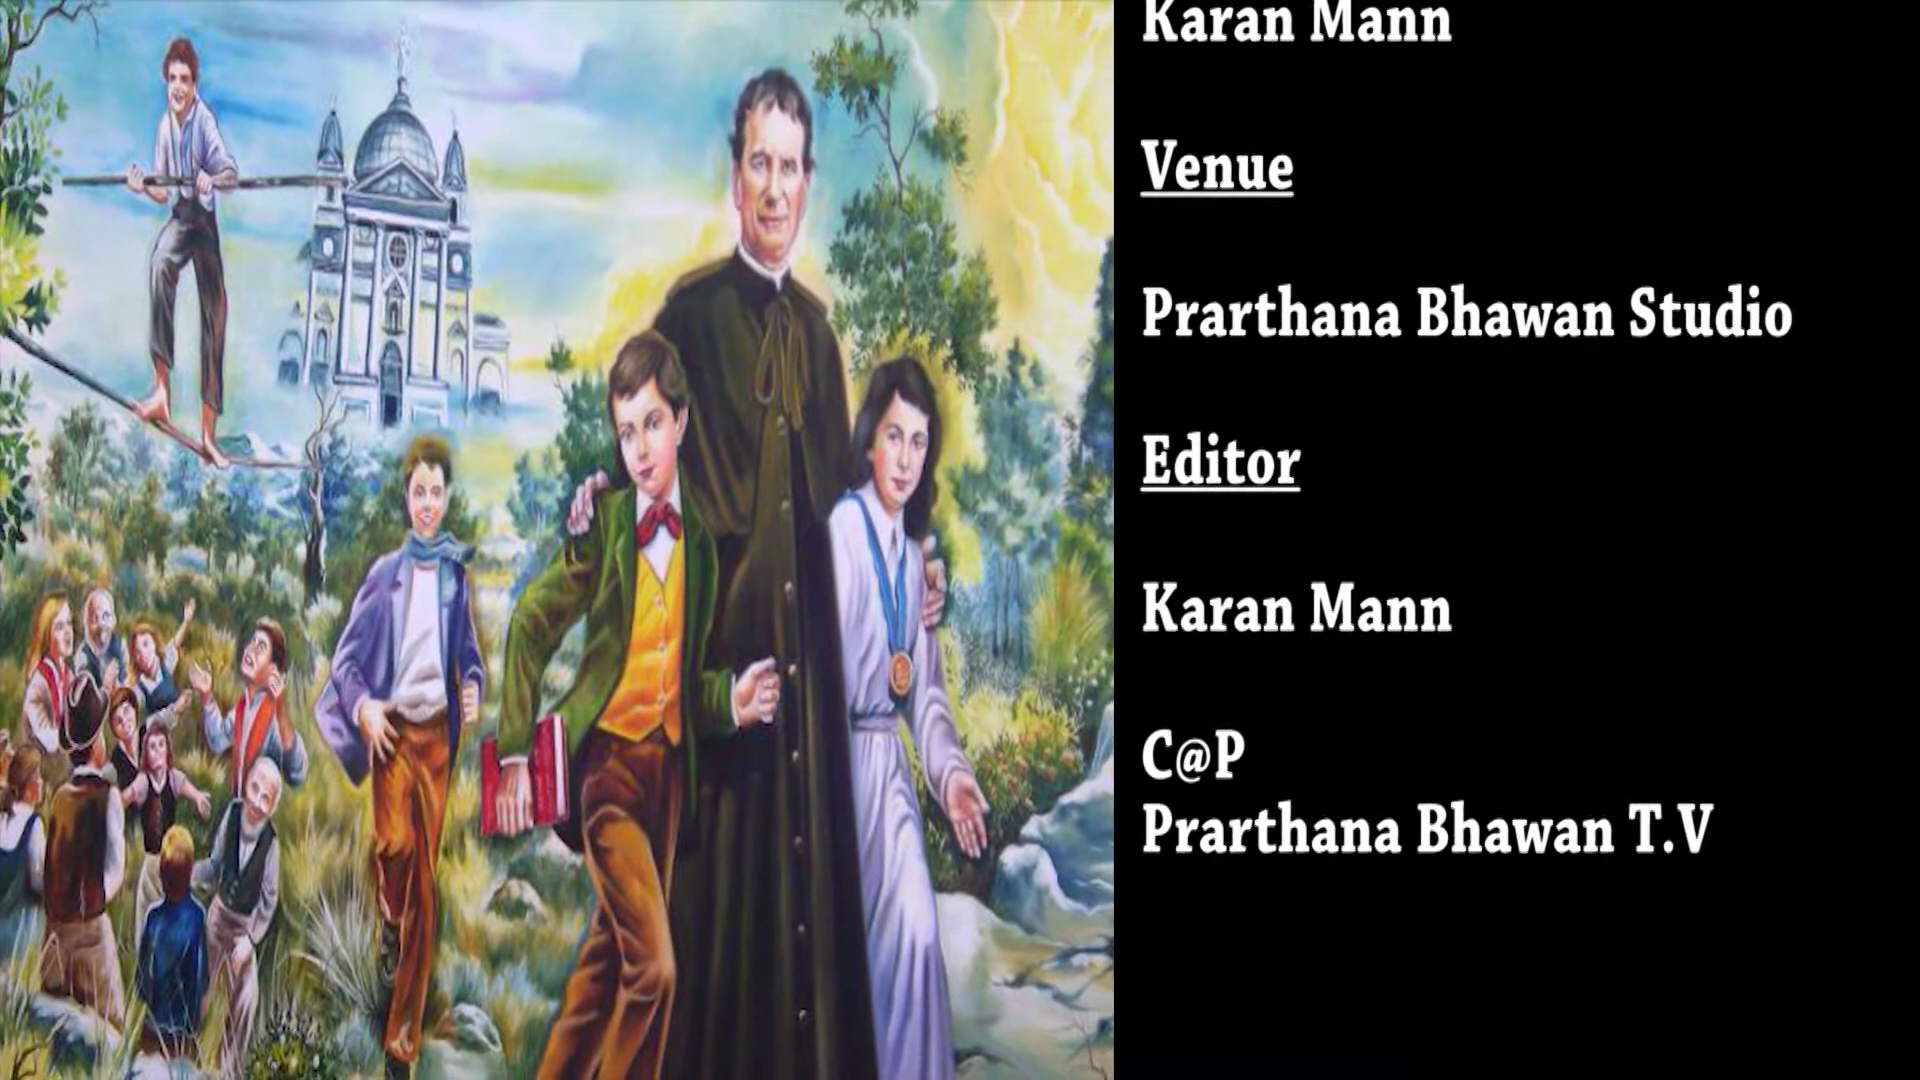 Karan Mann
Venue
Prarthana Bhawan Studio
Editor
Karan Mann
C@P
Prarthana Bhawan T.V